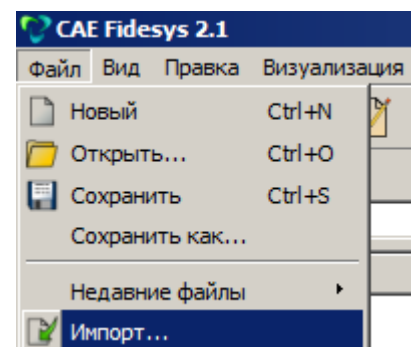 CAE Fidesys 2.1
Файл Вид Правка Визуализация
Новый Ctrl+N
Открыть... Ctrl+O
Сохранить Ctrl+S
Сохранить как...
Недавние файлы
Импорт...